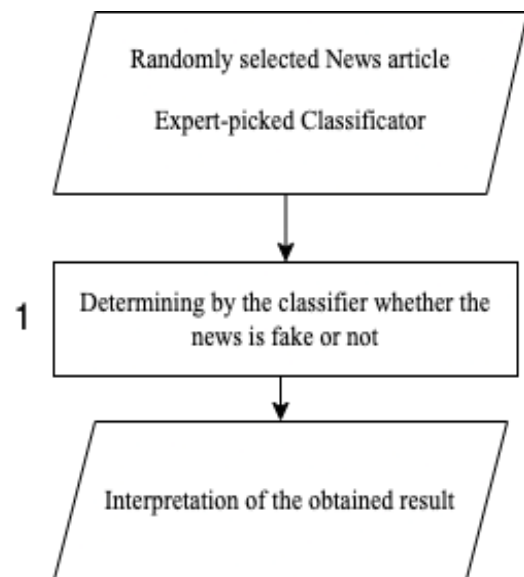 Randomly selected News article
Expert-picked Classificator
1
Determining by the classifier whether the
news is fake or not
Interpretation of the obtained result